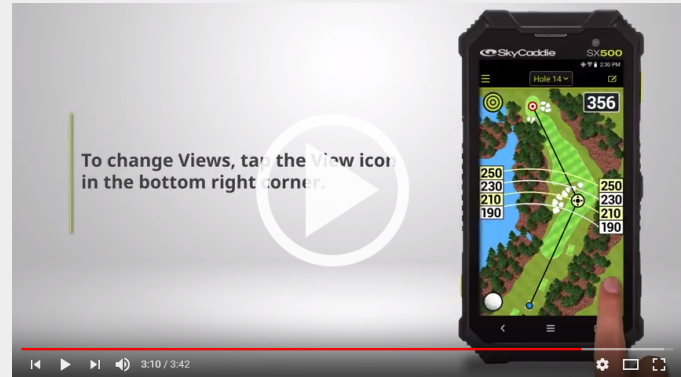 SkyCaddie SX500
2:30 PM
Hole 14
356
To change Views, tap the View icon
in the bottom right corner.
250
230
210
190
250
230
210
190
3:10 / 3:42